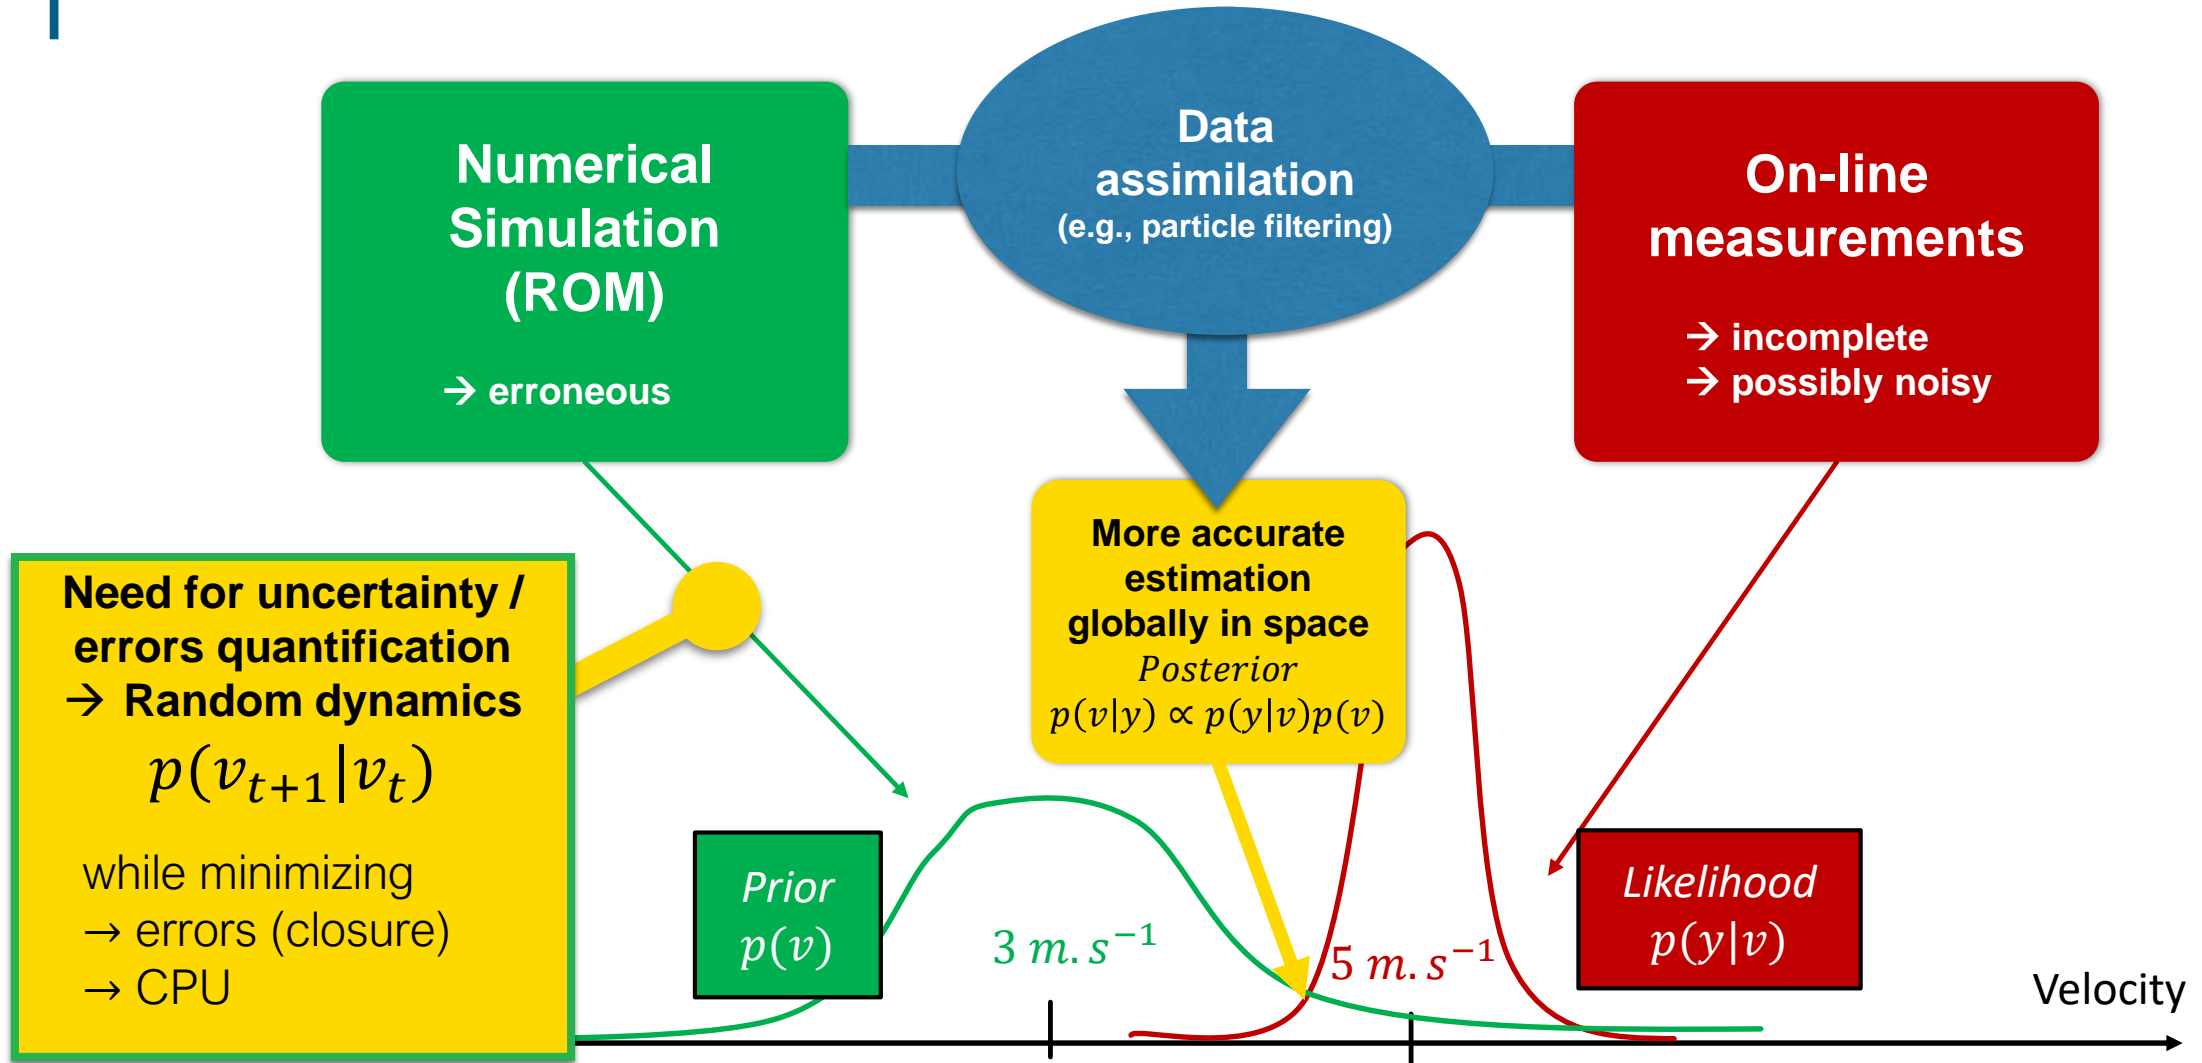 Numerical
Simulation
(ROM)
→ erroneous
Data
assimilation
(e.g., particle filtering)
On-line
measurements
→ incomplete
→ possibly noisy
More accurate
estimation
globally in space
Posterior
p(v|y) ∝ p(y|v)p(v)
Need for uncertainty /
errors quantification
→ Random dynamics
p(v_{t+1}|v_t)
while minimizing
→ errors (closure)
→ CPU
Prior
p(v)
3 m.s⁻¹
5 m.s⁻¹
Likelihood
p(y|v)
Velocity